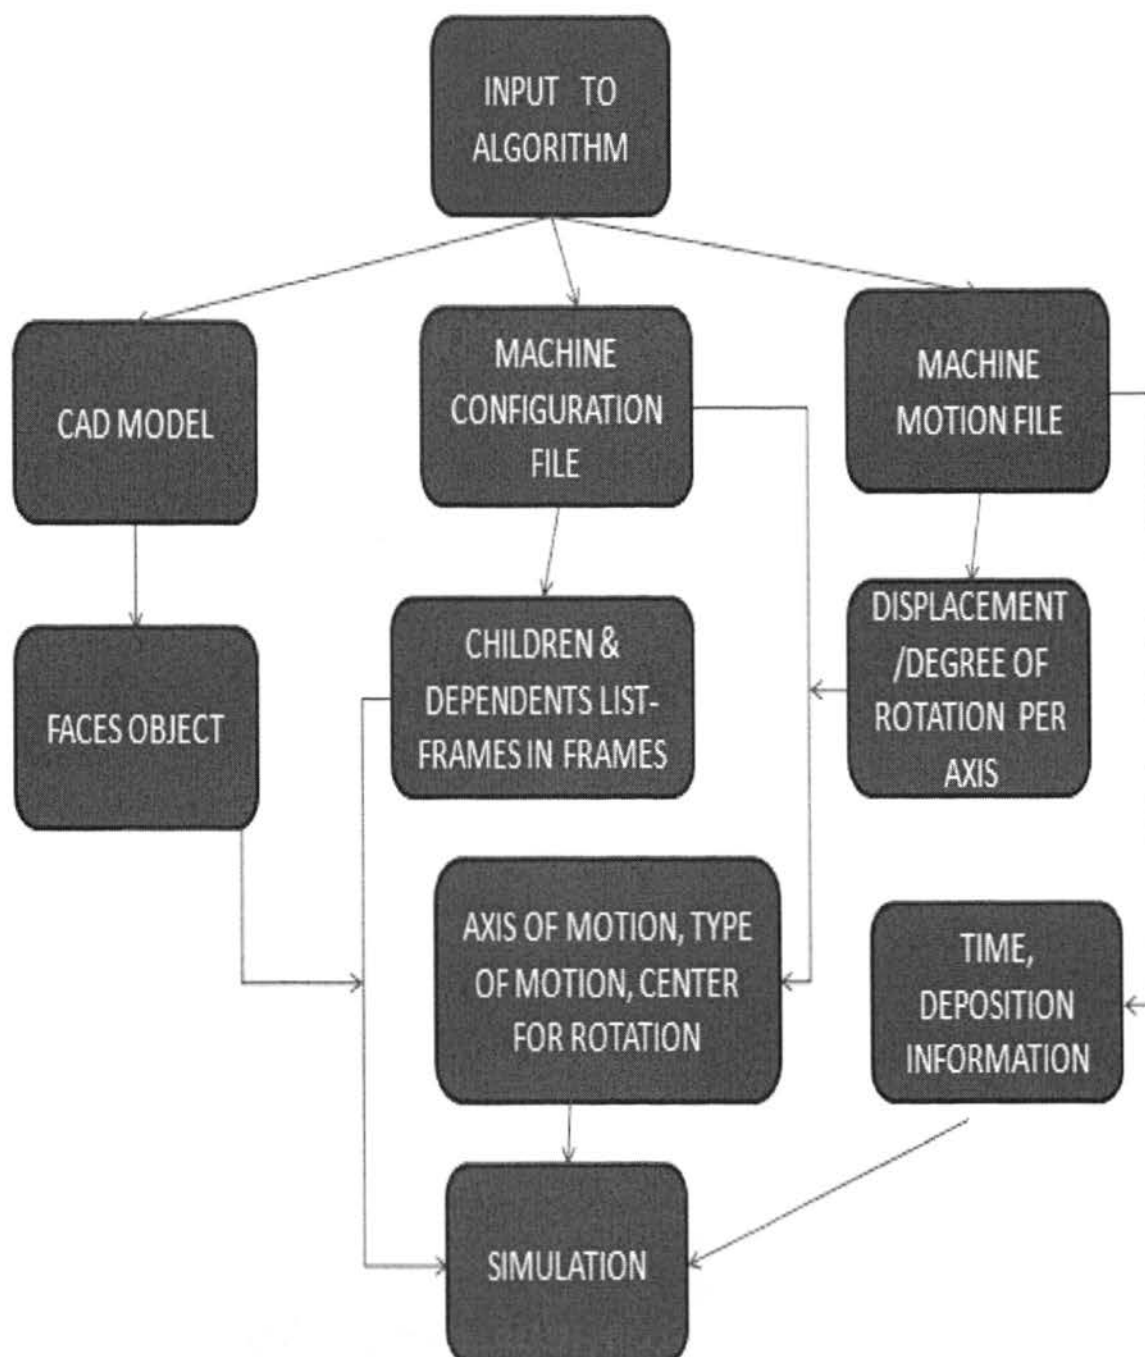 INPUT TO
ALGORITHM
CAD MODEL
MACHINE
CONFIGURATION
FILE
MACHINE
MOTION FILE
FACES OBJECT
CHILDREN &
DEPENDENTS LIST-
FRAMES IN FRAMES
DISPLACEMENT
/DEGREE OF
ROTATION PER
AXIS
AXIS OF MOTION, TYPE
OF MOTION, CENTER
FOR ROTATION
TIME,
DEPOSITION
INFORMATION
SIMULATION